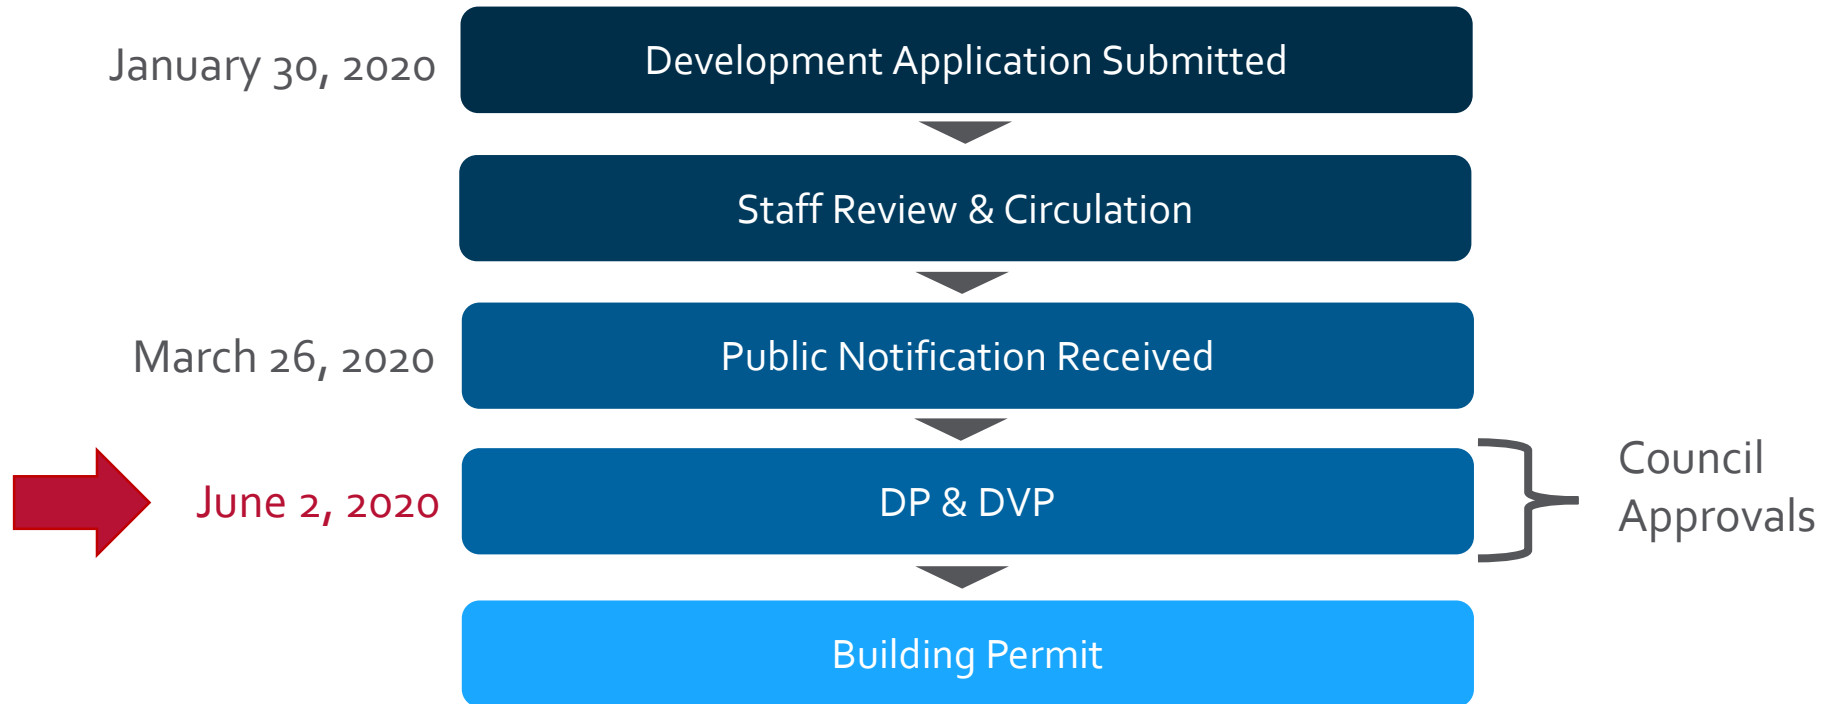 January 30, 2020
Development Application Submitted
Staff Review & Circulation
March 26, 2020
Public Notification Received
June 2, 2020
DP & DVP
Council
Approvals
Building Permit